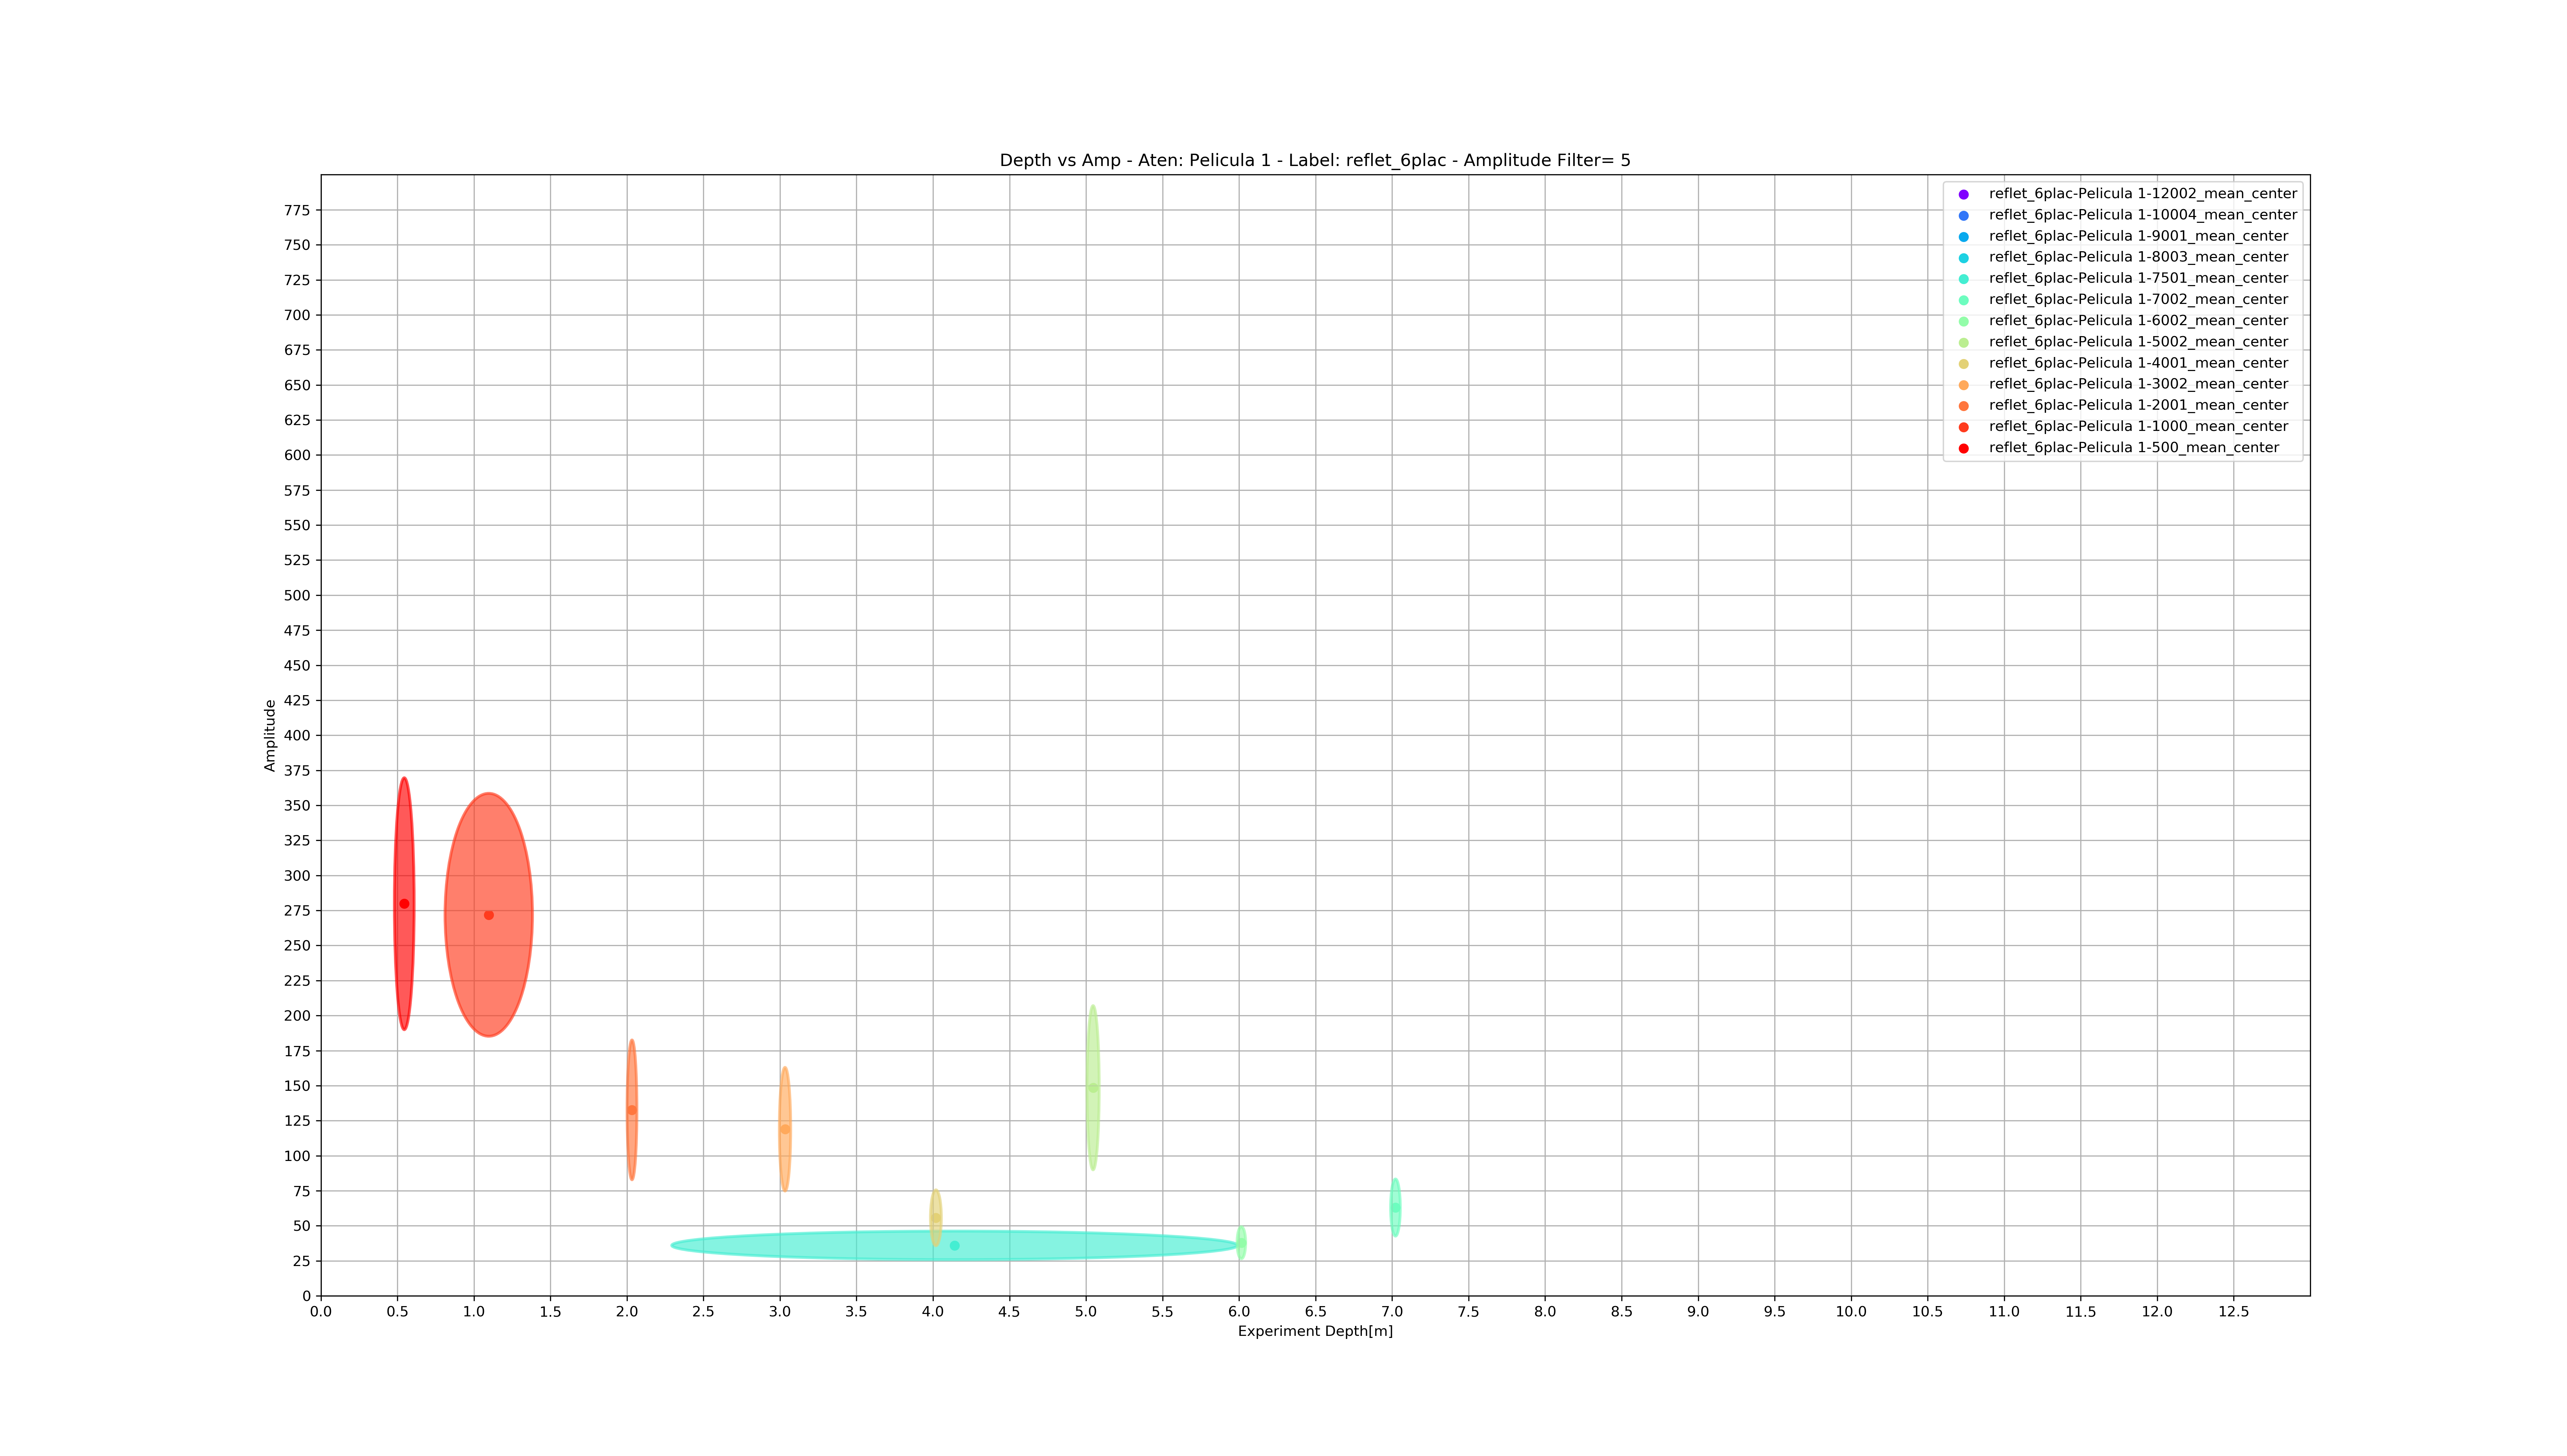 Depth vs Amp - Aten: Pelicula 1 - Label: reflet_6plac - Amplitude Filter= 5
reflet_6plac-Pelicula 1-12002_mean_center
reflet_6plac-Pelicula 1-10004_mean_center
reflet_6plac-Pelicula 1-9001_mean_center
reflet_6plac-Pelicula 1-8003_mean_center
reflet_6plac-Pelicula 1-7501_mean_center
reflet_6plac-Pelicula 1-7002_mean_center
reflet_6plac-Pelicula 1-6002_mean_center
reflet_6plac-Pelicula 1-5002_mean_center
reflet_6plac-Pelicula 1-4001_mean_center
reflet_6plac-Pelicula 1-3002_mean_center
reflet_6plac-Pelicula 1-2001_mean_center
reflet_6plac-Pelicula 1-1000_mean_center
reflet_6plac-Pelicula 1-500_mean_center
Amplitude
775
750
725
700
675
650
625
600
575
550
525
500
475
450
425
400
375
350
325
300
275
250
225
200
175
150
125
100
75
50
25
0
0.0 0.5 1.0 1.5 2.0 2.5 3.0 3.5 4.0 4.5 5.0 5.5 6.0 6.5 7.0 7.5 8.0 8.5 9.0 9.5 10.0 10.5 11.0 11.5 12.0 12.5
Experiment Depth[m]